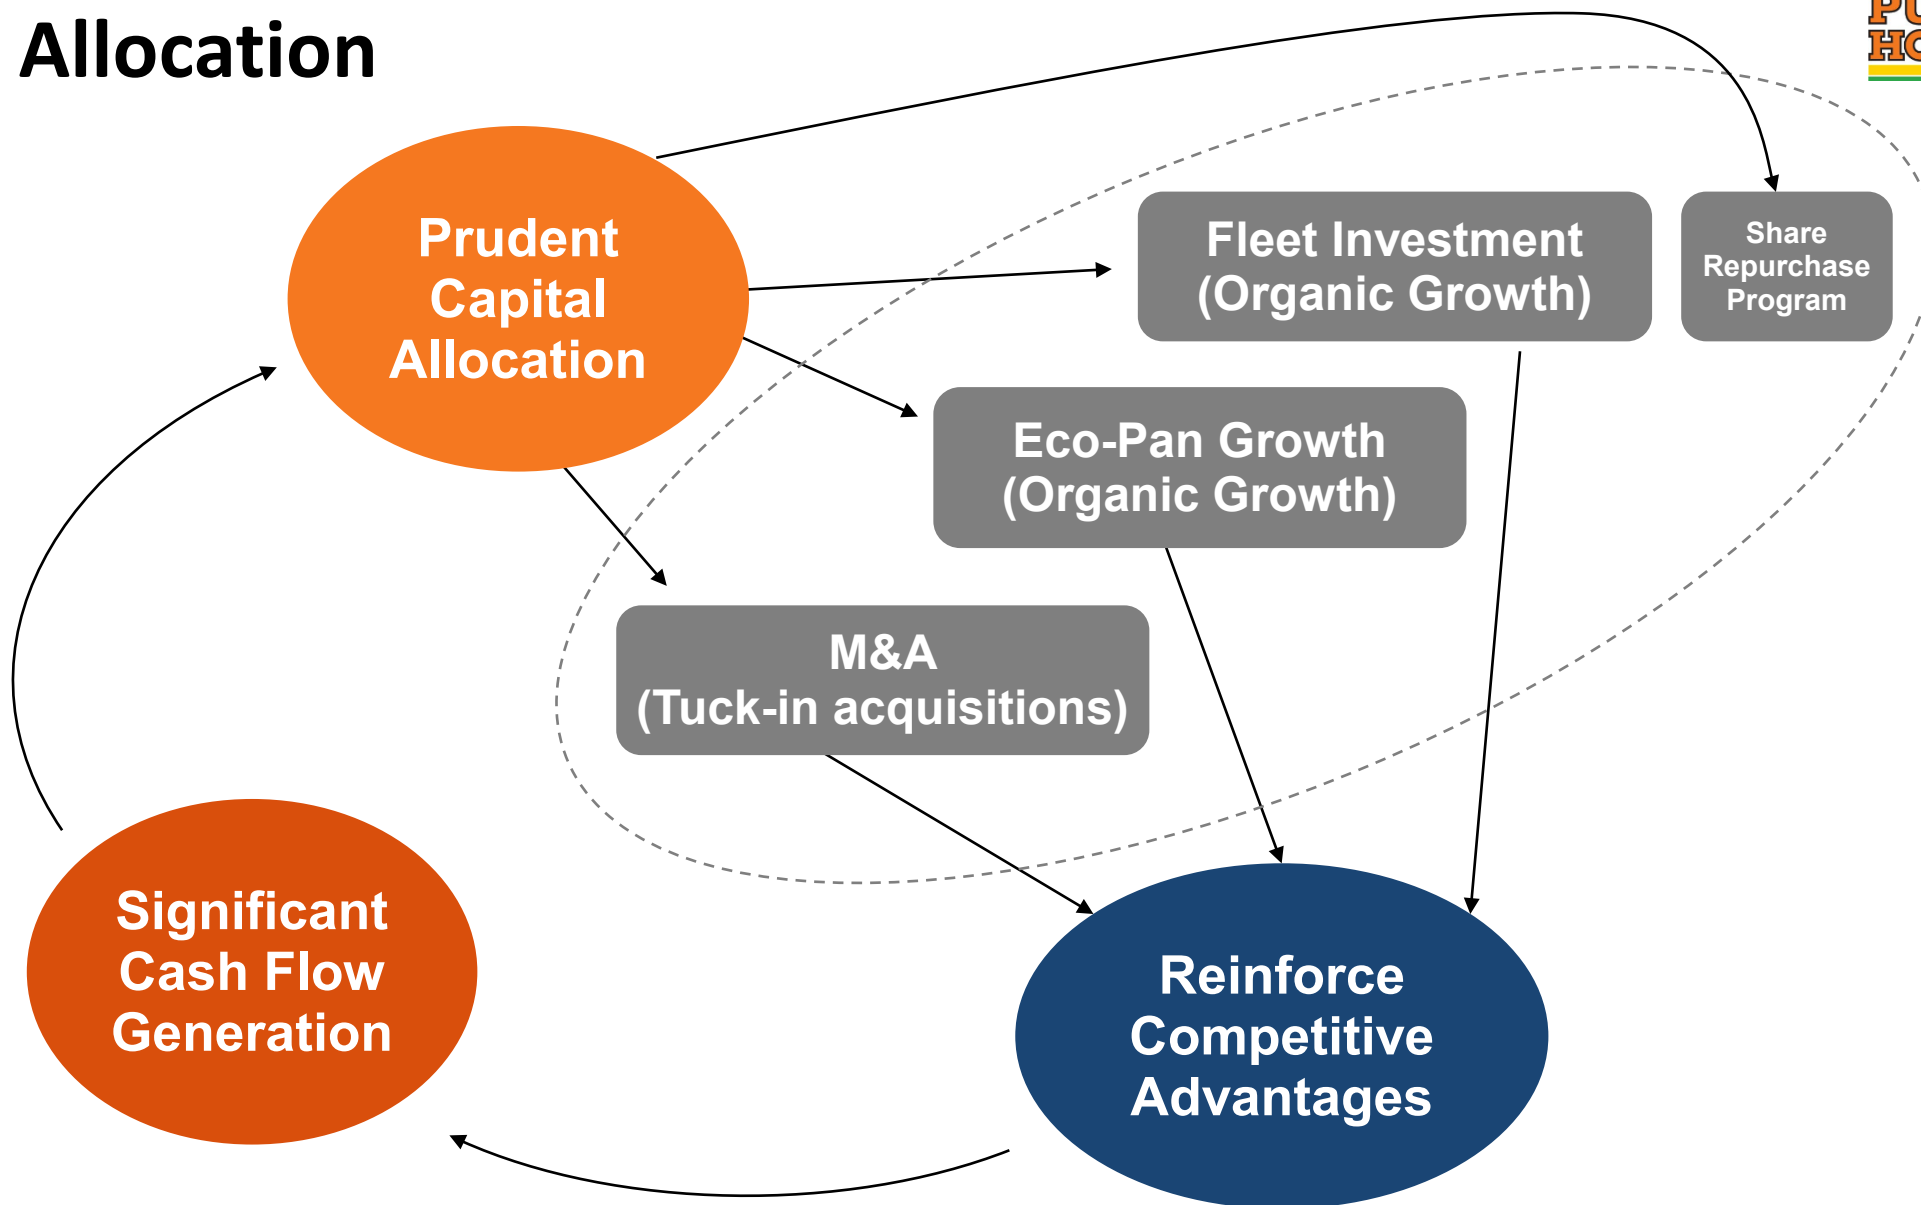 Allocation
Prudent
Capital
Allocation
Fleet Investment
(Organic Growth)
Share
Repurchase
Program
Eco-Pan Growth
(Organic Growth)
M&A
(Tuck-in acquisitions)
Significant
Cash Flow
Generation
Reinforce
Competitive
Advantages